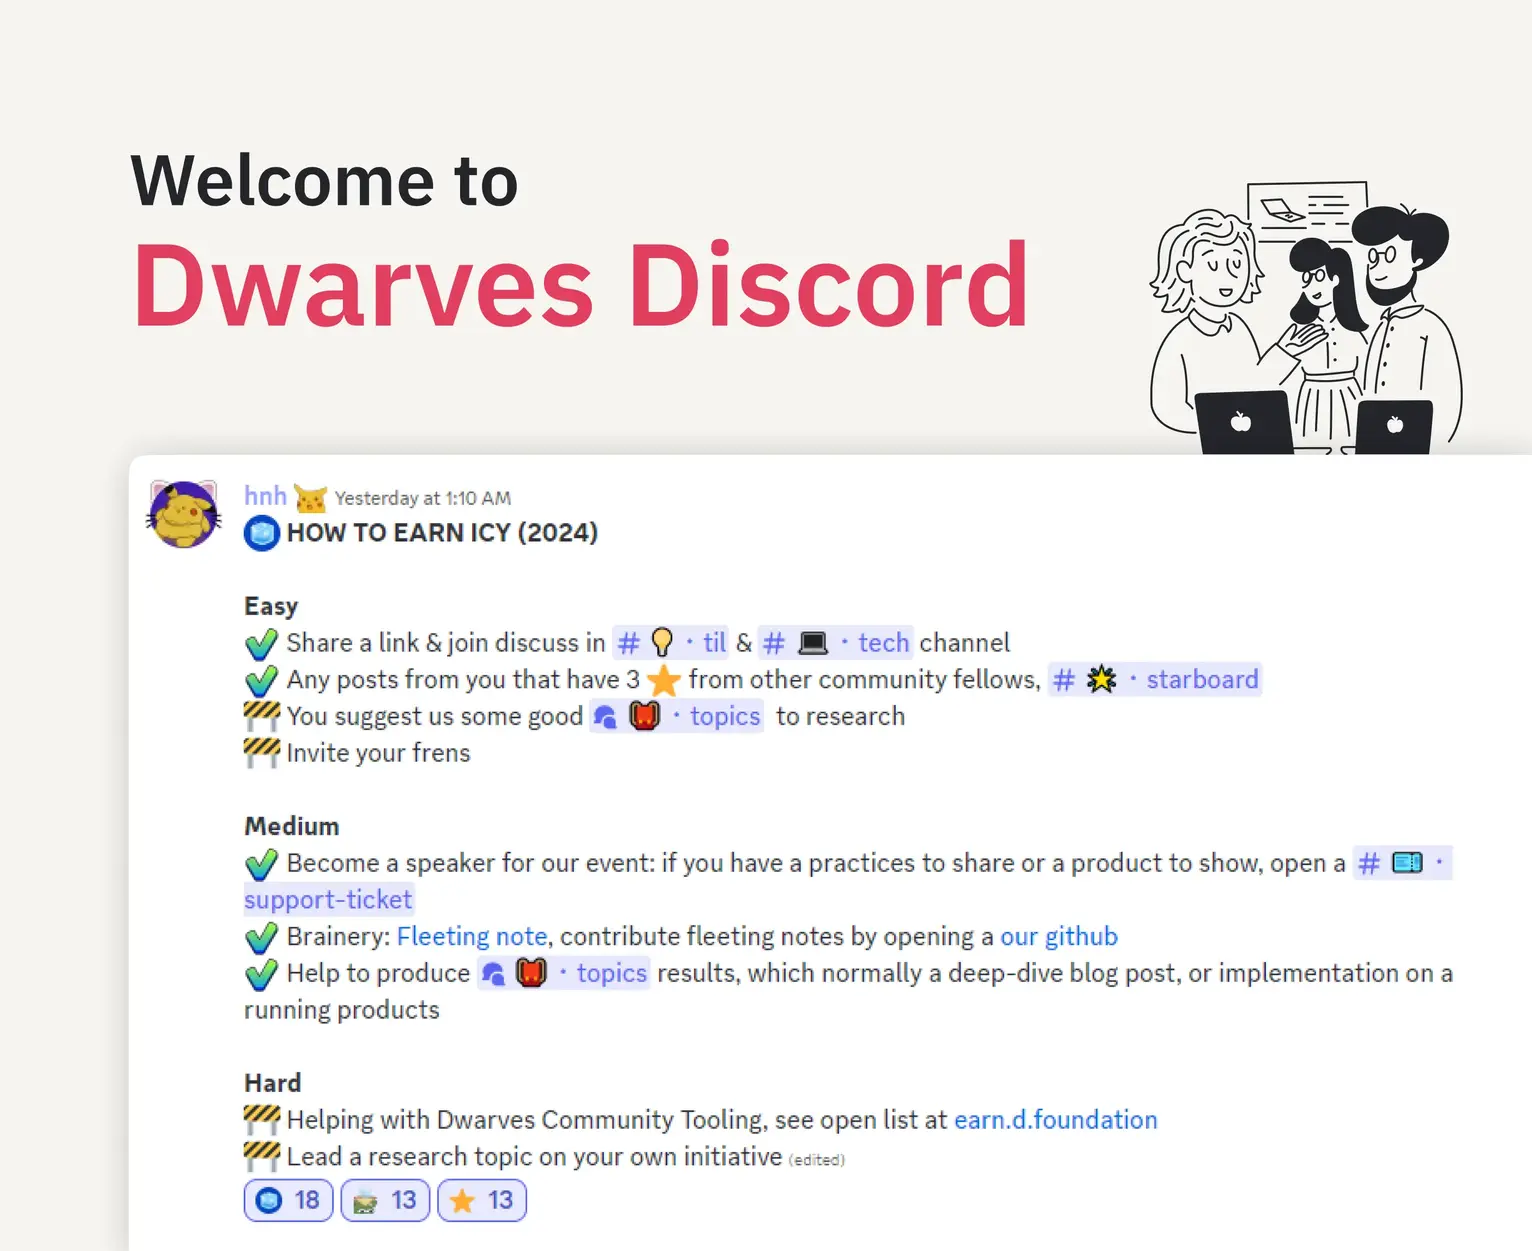 Welcome to
Dwarves Discord
hnh Yesterday at 1:10 AM
HOW TO EARN ICY (2024)
Easy
✔ Share a link & join discuss in # 💡 · til & # 💻 · tech channel
✔ Any posts from you that have 3 ⭐ from other community fellows, # 🌟 · starboard
🚧 You suggest us some good 🎒 · topics to research
🚧 Invite your frens
Medium
✔ Become a speaker for our event: if you have a practices to share or a product to show, open a # 🎫 ·
support-ticket
✔ Brainery: Fleeting note, contribute fleeting notes by opening a our github
✔ Help to produce 🎒 · topics results, which normally a deep-dive blog post, or implementation on a
running products
Hard
🚧 Helping with Dwarves Community Tooling, see open list at earn.d.foundation
🚧 Lead a research topic on your own initiative (edited)
18 13 ⭐ 13